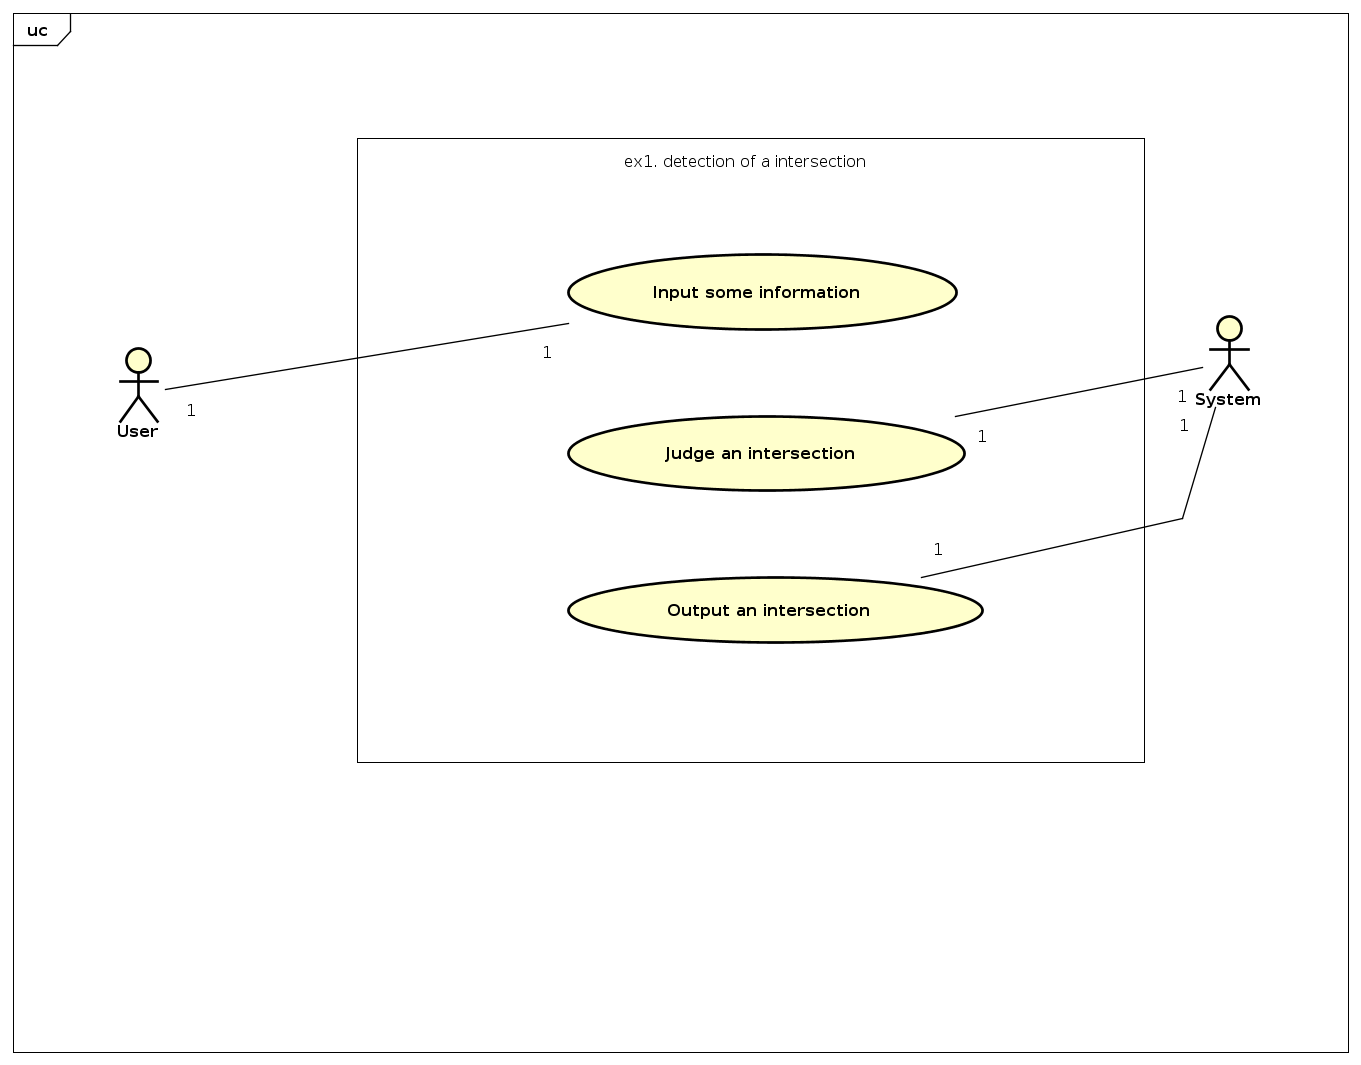 uc
ex1. detection of a intersection
Input some information
1
1
User
1
System
1
1
Judge an intersection
1
Output an intersection